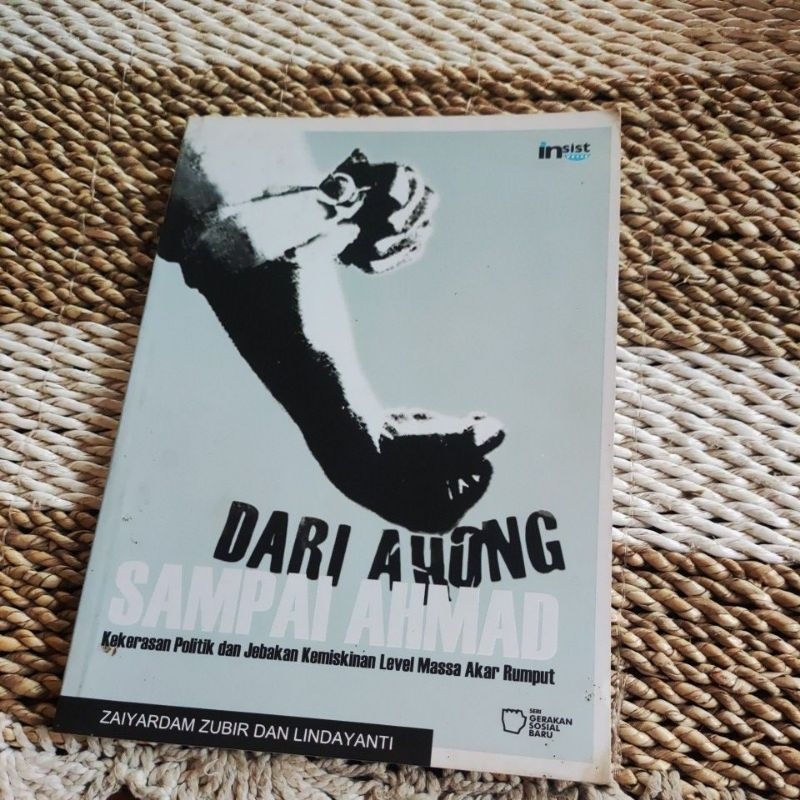 insist
PRESS
DARI AHONG
SAMPAI AHMAD
Kekerasan Politik dan Jebakan Kemiskinan Level Massa Akar Rumput
SERI
GERAKAN
SOSIAL
BARU
ZAIYARDAM ZUBIR DAN LINDAYANTI